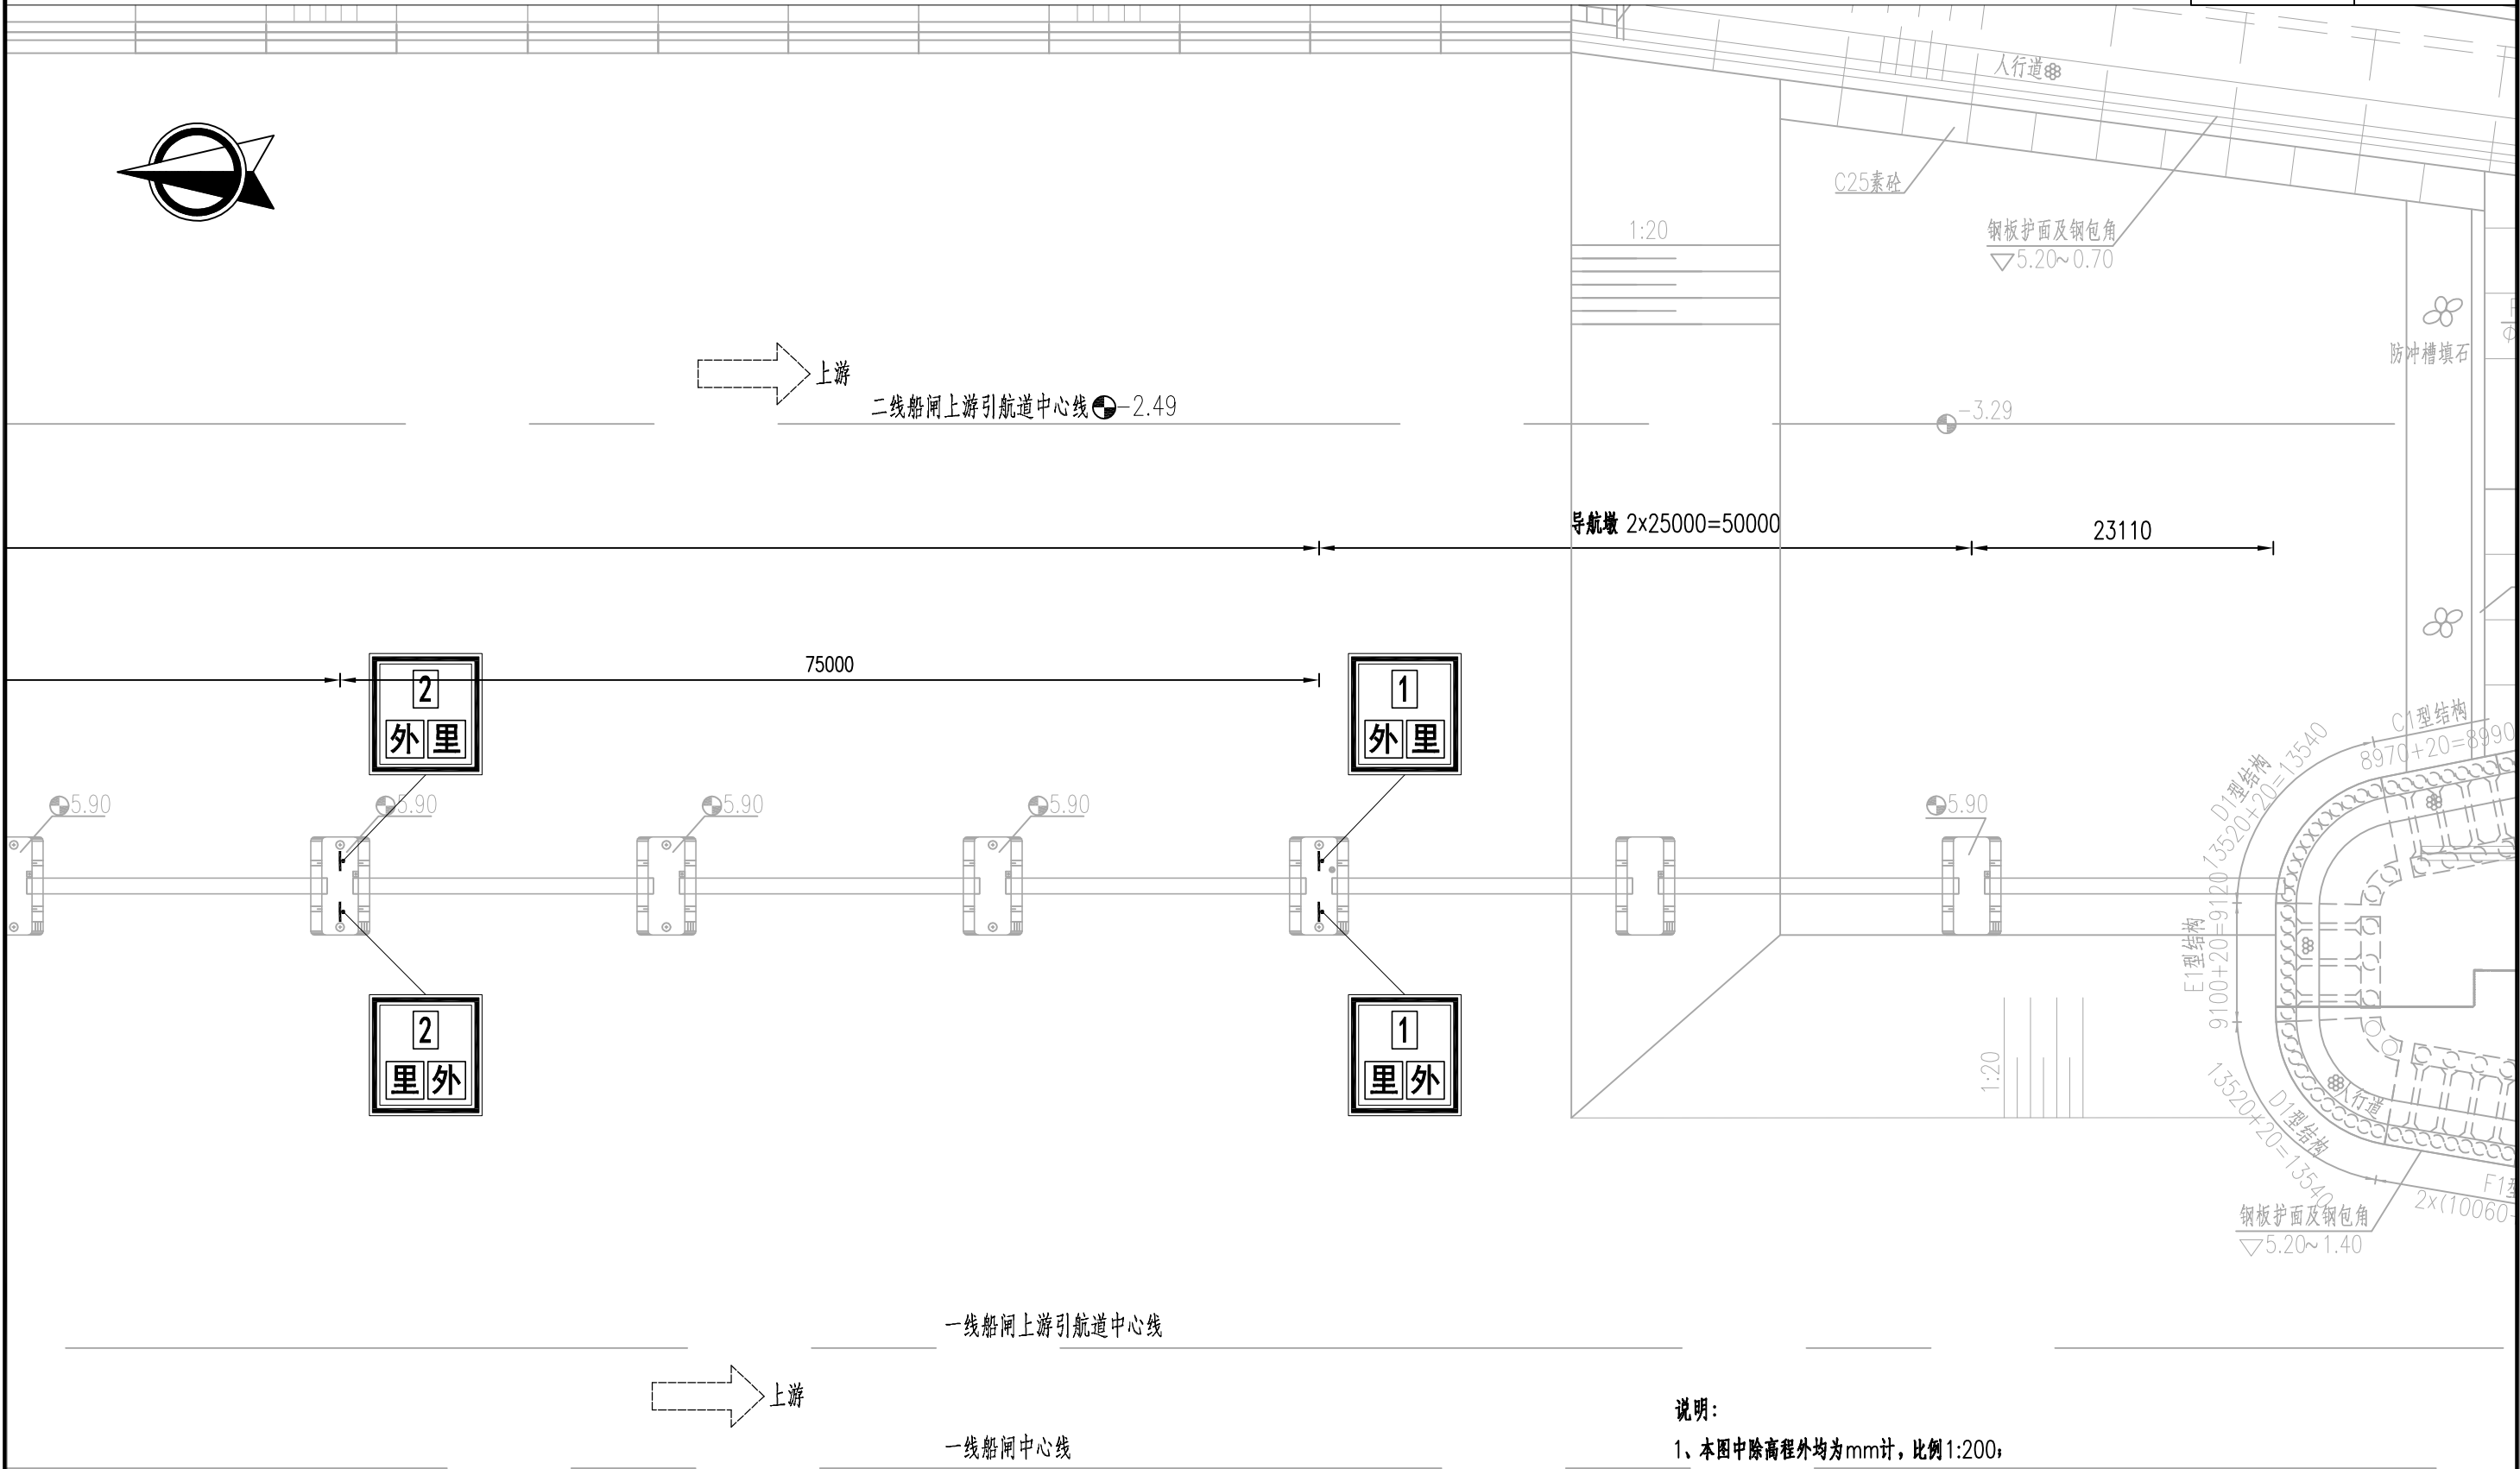 人行道
C25素砼
钢板护面及钢包角
5.20~0.70
1:20
防冲槽填石
上游
二线船闸上游引航道中心线 -2.49
-3.29
导航墩 2×25000=50000
23110
75000
2
外 里
1
外 里
5.90
5.90
5.90
5.90
5.90
C1型结构
8970+20=8990
D1型结构
13520+20=13540
E1型结构
9100+20=9120
2
里 外
1
里 外
1:20
人行道
D1型结构
13520+20=13540
2×(10060
钢板护面及钢包角
5.20~1.40
一线船闸上游引航道中心线
上游
一线船闸中心线
说明：
1、本图中除高程外均为mm计，比例1:200；